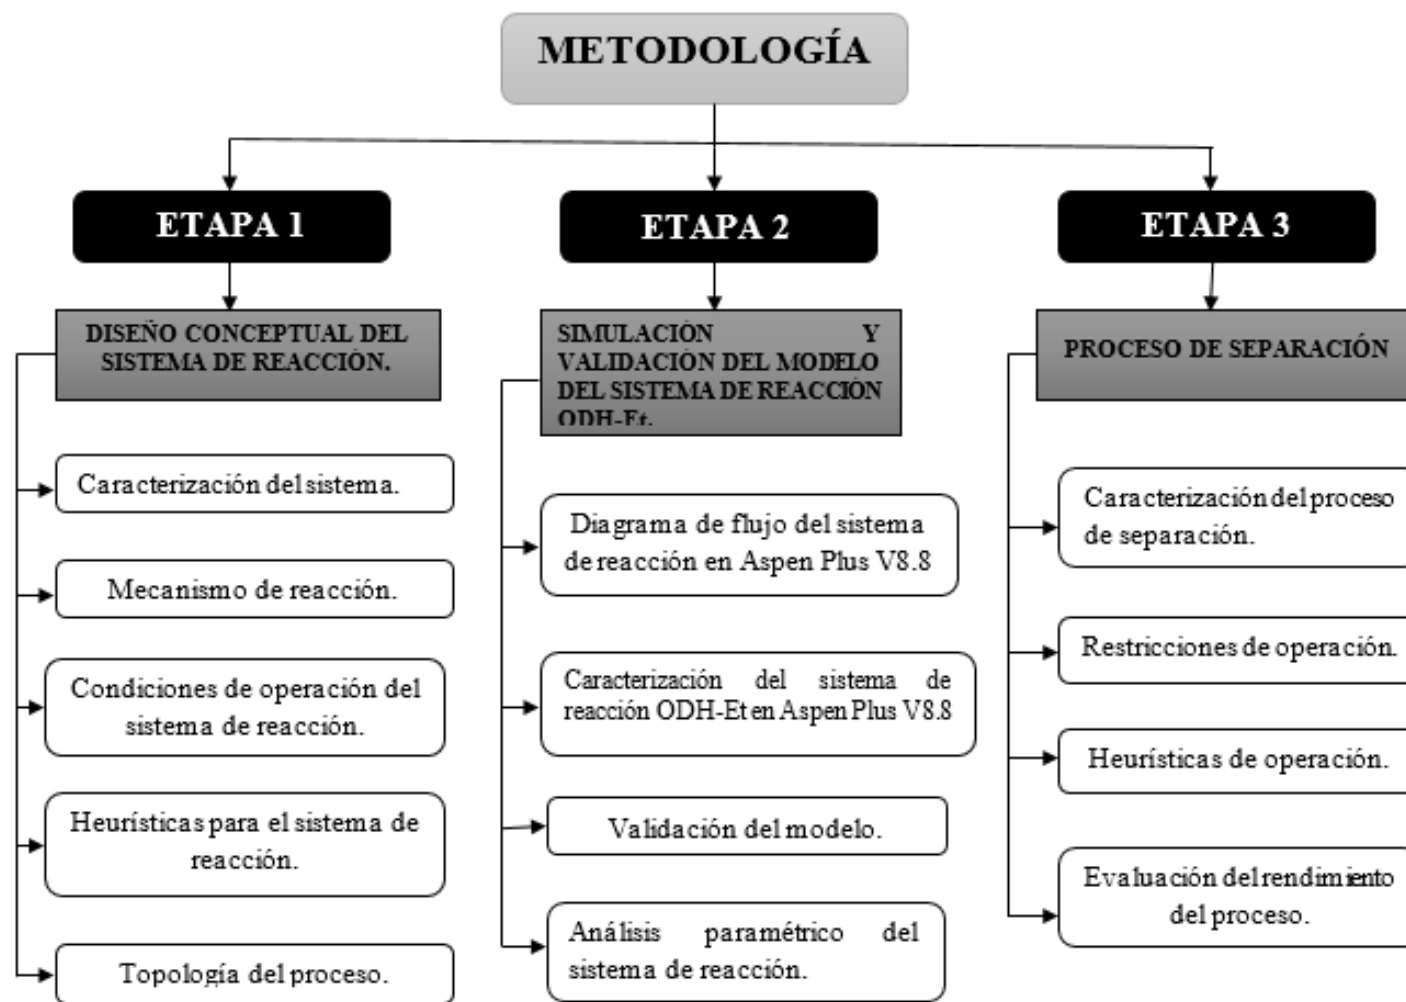 METODOLOGÍA
ETAPA 1
DISEÑO CONCEPTUAL DEL
SISTEMA DE REACCIÓN.
Caracterización del sistema.
Mecanismo de reacción.
Condiciones de operación del
sistema de reacción.
Heurísticas para el sistema de
reacción.
Topología del proceso.
ETAPA 2
SIMULACIÓN Y
VALIDACIÓN DEL MODELO
DEL SISTEMA DE REACCIÓN
ODH-Et.
Diagrama de flujo del sistema
de reacción en Aspen Plus V8.8
Caracterización del sistema de
reacción ODH-Et en Aspen Plus V8.8
Validación del modelo.
Análisis paramétrico del
sistema de reacción.
ETAPA 3
PROCESO DE SEPARACIÓN
Caracterización del proceso
de separación.
Restricciones de operación.
Heurísticas de operación.
Evaluación del rendimiento
del proceso.